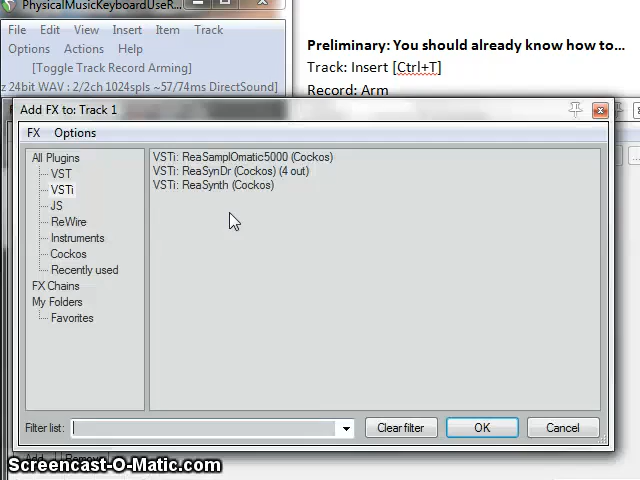 PhysicalMusicKeyboardUseR...
File Edit View Insert Item Track
Options Actions Help
[Toggle Track Record Arming]
z 24bit WAV : 2/2ch 1024spls ~57/74ms DirectSound]
Preliminary: You should already know how to...
Track: Insert [Ctrl+T]
Record: Arm
Add FX to: Track 1
FX Options
All Plugins
VST
VSTi
JS
ReWire
Instruments
Cockos
Recently used
FX Chains
My Folders
Favorites
VSTi: ReaSamplOmatic5000 (Cockos)
VSTi: ReaSynDr (Cockos) (4 out)
VSTi: ReaSynth (Cockos)
Filter list:
Clear filter
OK
Cancel
Add Remove
Screencast-O-Matic.com